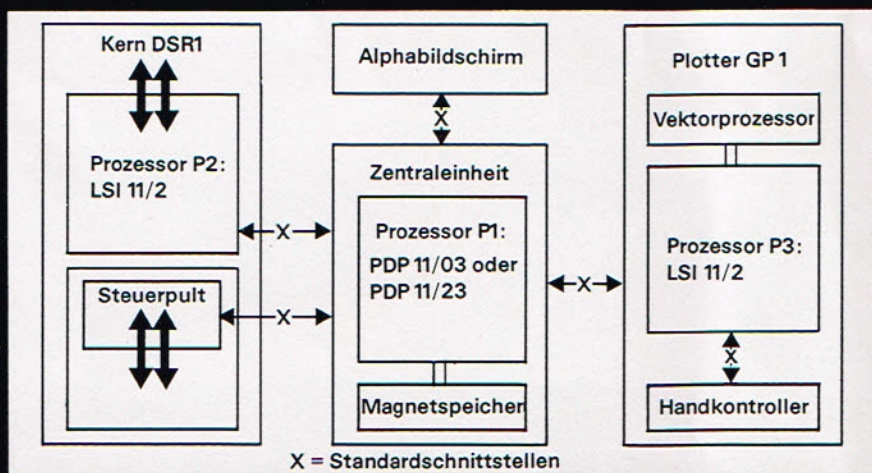 Kern DSR1
Prozessor P2:
LSI 11/2
Steuerpult
X
X
Alphabildschirm
X
Zentraleinheit
Prozessor P1:
PDP 11/03 oder
PDP 11/23
Magnetspeicher
X
Plotter GP 1
Vektorprozessor
Prozessor P3:
LSI 11/2
X
Handkontroller
X = Standardschnittstellen